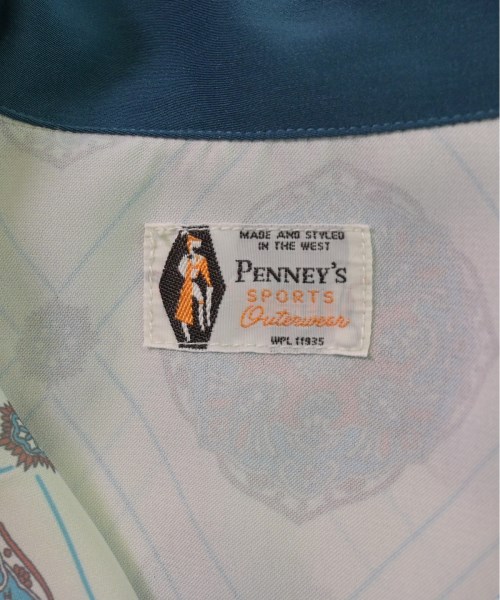 MADE AND STYLED
IN THE WEST
PENNEY'S
SPORTS
Outerwear
WPL 11935